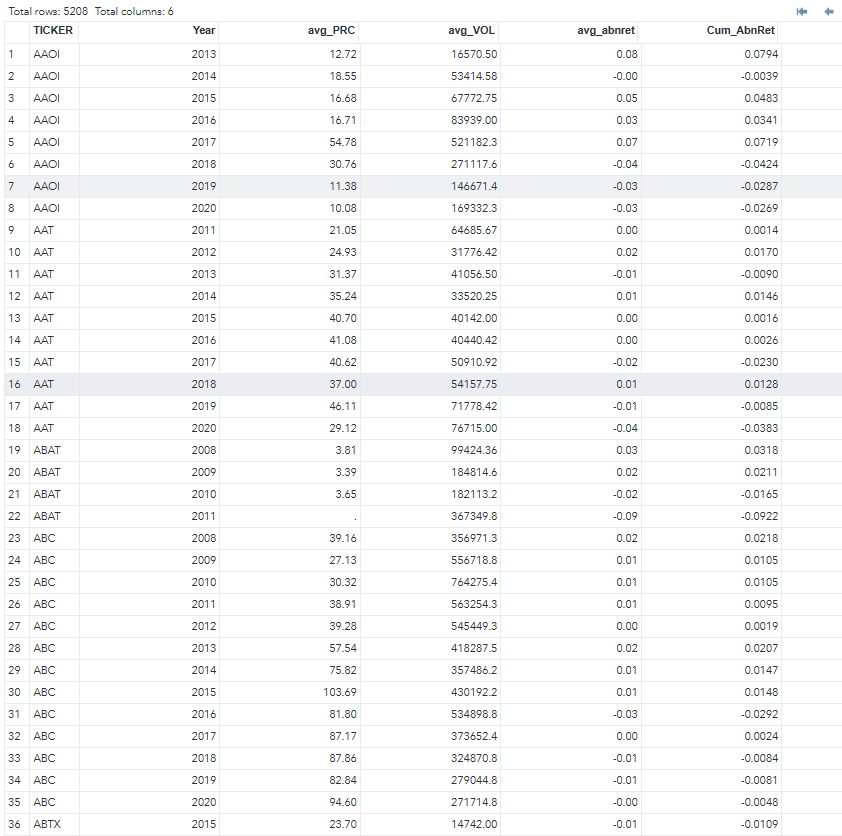 Total rows: 5208 Total columns: 6
TICKER Year avg_PRC avg_VOL avg_abnret Cum_AbnRet
1 AAOI 2013 12.72 16570.50 0.08 0.0794
2 AAOI 2014 18.55 53414.58 -0.00 -0.0039
3 AAOI 2015 16.68 67772.75 0.05 0.0483
4 AAOI 2016 16.71 83939.00 0.03 0.0341
5 AAOI 2017 54.78 521182.3 0.07 0.0719
6 AAOI 2018 30.76 271117.6 -0.04 -0.0424
7 AAOI 2019 11.38 146671.4 -0.03 -0.0287
8 AAOI 2020 10.08 169332.3 -0.03 -0.0269
9 AAT 2011 21.05 64685.67 0.00 0.0014
10 AAT 2012 24.93 31776.42 0.02 0.0170
11 AAT 2013 31.37 41056.50 -0.01 -0.0090
12 AAT 2014 35.24 33520.25 0.01 0.0146
13 AAT 2015 40.70 40142.00 0.00 0.0016
14 AAT 2016 41.08 40440.42 0.00 0.0026
15 AAT 2017 40.62 50910.92 -0.02 -0.0230
16 AAT 2018 37.00 54157.75 0.01 0.0128
17 AAT 2019 46.11 71778.42 -0.01 -0.0085
18 AAT 2020 29.12 76715.00 -0.04 -0.0383
19 ABAT 2008 3.81 99424.36 0.03 0.0318
20 ABAT 2009 3.39 184814.6 0.02 0.0211
21 ABAT 2010 3.65 182113.2 -0.02 -0.0165
22 ABAT 2011 . 367349.8 -0.09 -0.0922
23 ABC 2008 39.16 356971.3 0.02 0.0218
24 ABC 2009 27.13 556718.8 0.01 0.0105
25 ABC 2010 30.32 764275.4 0.01 0.0105
26 ABC 2011 38.91 563254.3 0.01 0.0095
27 ABC 2012 39.28 545449.3 0.00 0.0019
28 ABC 2013 57.54 418287.5 0.02 0.0207
29 ABC 2014 75.82 357486.2 0.01 0.0147
30 ABC 2015 103.69 430192.2 0.01 0.0148
31 ABC 2016 81.80 534898.8 -0.03 -0.0292
32 ABC 2017 87.17 373652.4 0.00 0.0024
33 ABC 2018 87.86 324870.8 -0.01 -0.0084
34 ABC 2019 82.84 279044.8 -0.01 -0.0081
35 ABC 2020 94.60 271714.8 -0.00 -0.0048
36 ABTX 2015 23.70 14742.00 -0.01 -0.0109